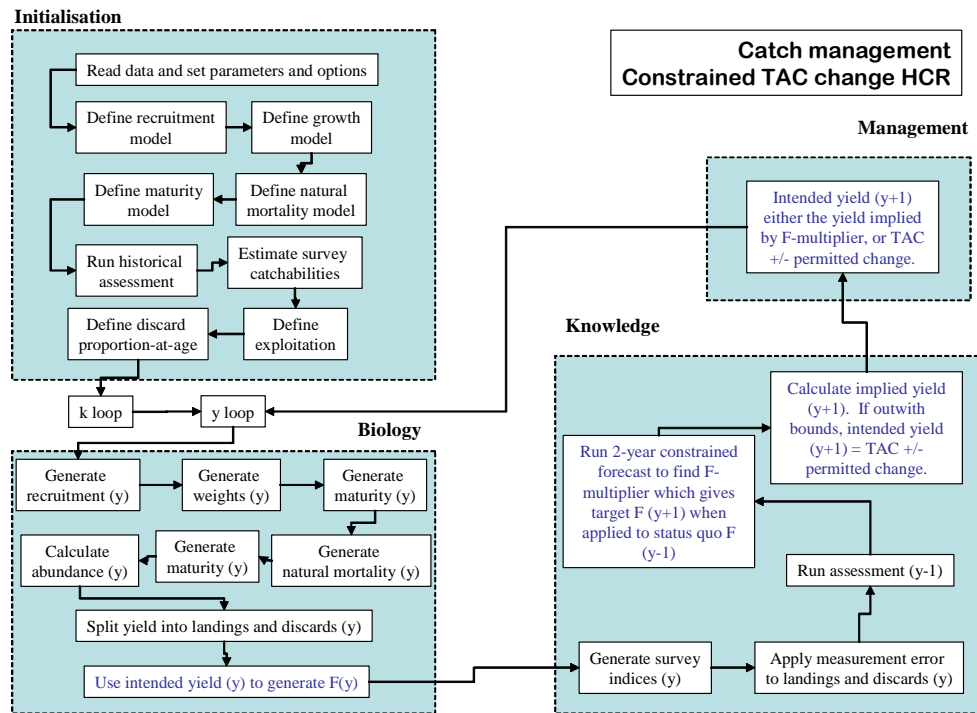 Initialisation
Read data and set parameters and options
Define recruitment
model
Define growth
model
Define maturity
model
Define natural
mortality model
Run historical
assessment
Estimate survey
catchabilities
Define discard
proportion-at-age
Define
exploitation
k loop
y loop
Biology
Generate
recruitment (y)
Generate
weights (y)
Generate
maturity (y)
Calculate
abundance (y)
Generate
maturity (y)
Generate
natural mortality (y)
Split yield into landings and discards (y)
Use intended yield (y) to generate F(y)
Catch management
Constrained TAC change HCR
Management
Intended yield (y+1)
either the yield implied
by F-multiplier, or TAC
+/- permitted change.
Knowledge
Calculate implied yield
(y+1). If outwith
bounds, intended yield
(y+1) = TAC +/-
permitted change.
Run 2-year constrained
forecast to find F-
multiplier which gives
target F (y+1) when
applied to status quo F
(y-1)
Run assessment (y-1)
Generate survey
indices (y)
Apply measurement error
to landings and discards (y)